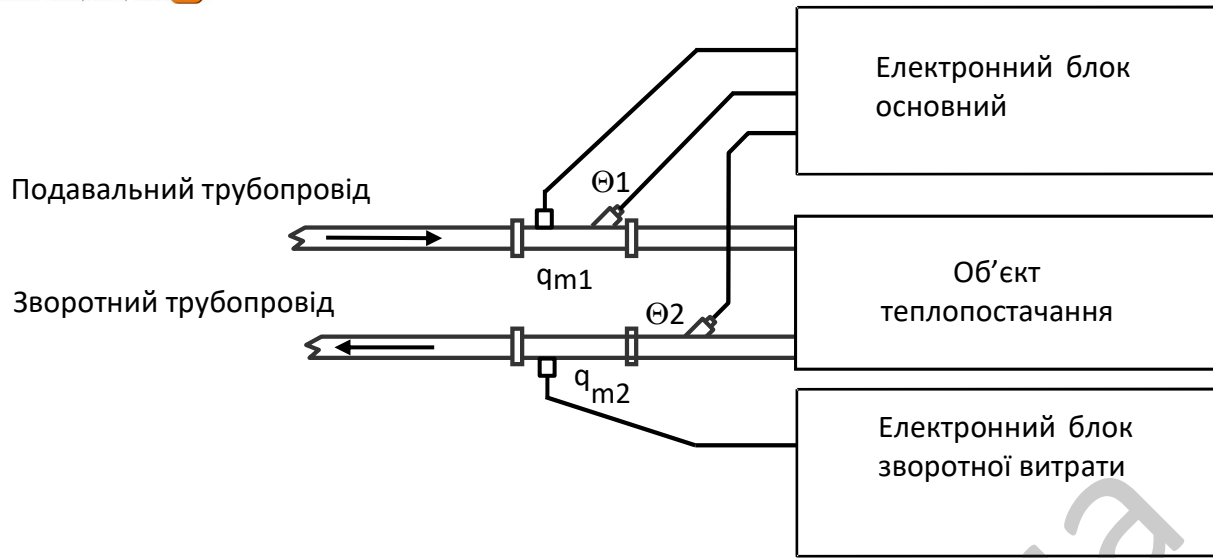 Електронний блок
основний
Подавальний трубопровід
Θ1
qm1
Зворотний трубопровід
Θ2
qm2
Об’єкт
теплопостачання
Електронний блок
зворотної витрати